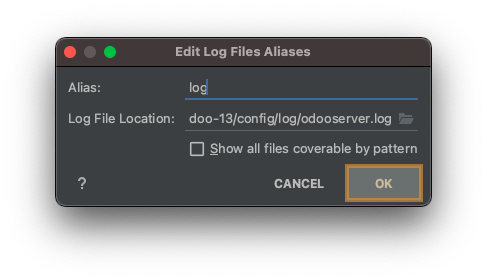 Edit Log Files Aliases
Alias: log
Log File Location: doo-13/config/log/odooserver.log
Show all files coverable by pattern
? CANCEL OK